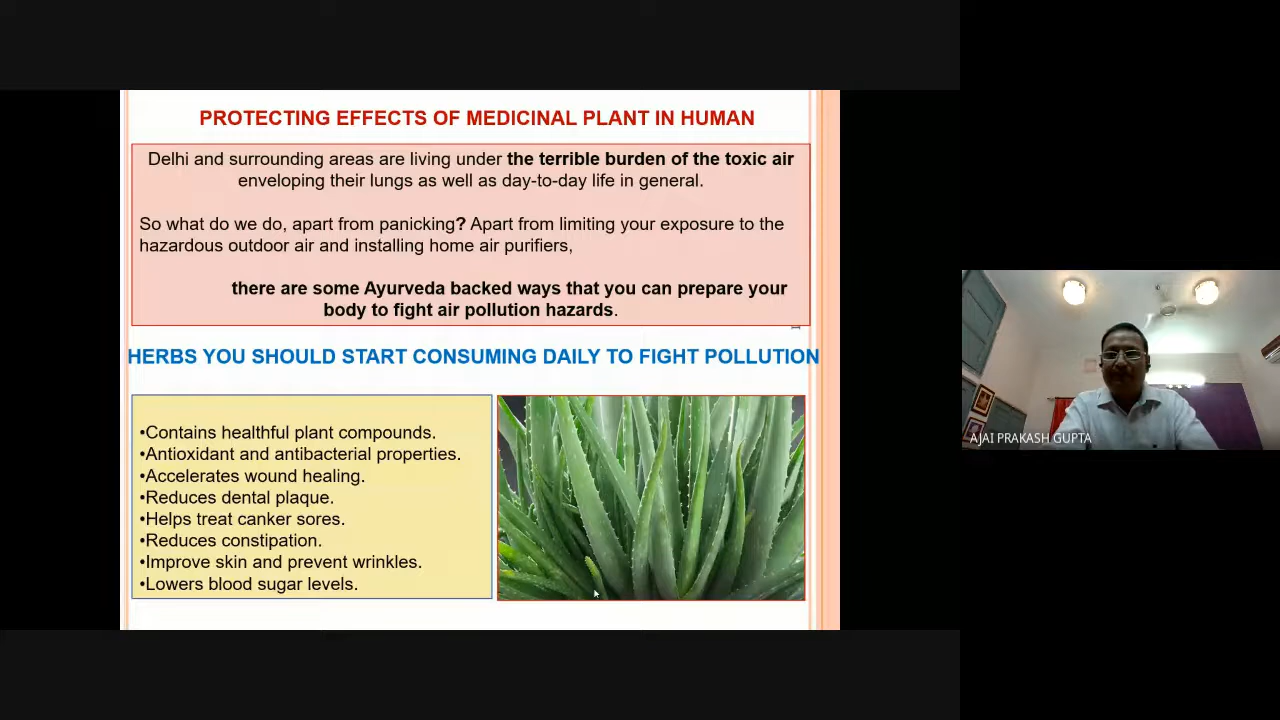 PROTECTING EFFECTS OF MEDICINAL PLANT IN HUMAN
Delhi and surrounding areas are living under the terrible burden of the toxic air
enveloping their lungs as well as day-to-day life in general.
So what do we do, apart from panicking? Apart from limiting your exposure to the
hazardous outdoor air and installing home air purifiers,
there are some Ayurveda backed ways that you can prepare your
body to fight air pollution hazards.
HERBS YOU SHOULD START CONSUMING DAILY TO FIGHT POLLUTION
•Contains healthful plant compounds.
•Antioxidant and antibacterial properties.
•Accelerates wound healing.
•Reduces dental plaque.
•Helps treat canker sores.
•Reduces constipation.
•Improve skin and prevent wrinkles.
•Lowers blood sugar levels.
AJAI PRAKASH GUPTA